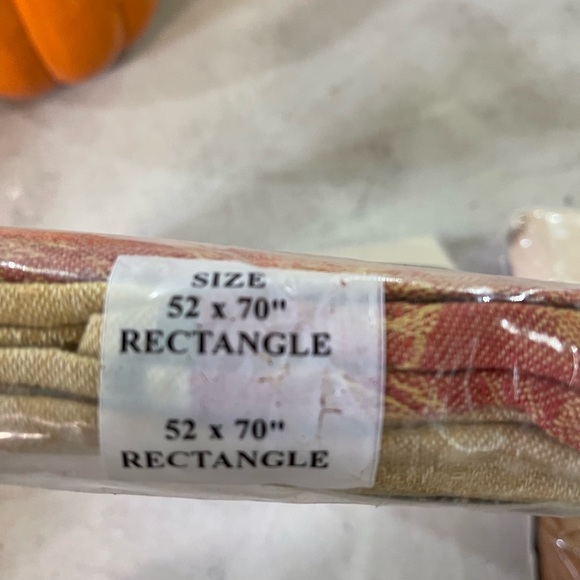 SIZE
52 x 70"
RECTANGLE
52 x 70"
RECTANGLE